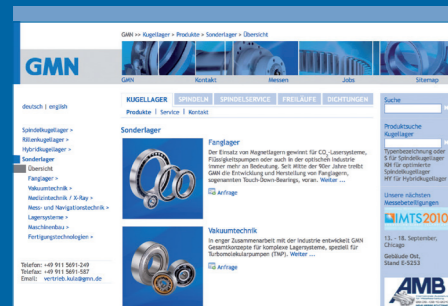 GMN >> Kugellager > Produkte > Sonderlager > Übersicht
GMN
GMN Kontakt Messen Jobs Sitemap
deutsch | english
KUGELLAGER SPINDELN SPINDELSERVICE FREILÄUFE DICHTUNGEN
Produkte | Service | Kontakt
Spindelkugellager >
Rillenkugellager >
Hybridkugellager >
Sonderlager
Übersicht
Fanglager >
Vakuumtechnik >
Medizintechnik / X-Ray >
Mess- und Navigationstechnik >
Lagersysteme >
Maschinenbau >
Fertigungstechnologien >
Telefon: +49 911 5691-249
Telefax: +49 911 5691-587
Email: vertrieb.kula@gmn.de
Sonderlager
Fanglager
Der Einsatz von Magnetlagern gewinnt für CO2-Lasersysteme,
Flüssigkeitspumpen oder auch in der optischen Industrie
immer mehr an Bedeutung. Seit Mitte der 90er Jahre treibt
GMN die Entwicklung und Herstellung von Fanglagern,
sogenannten Touch-Down-Bearings, voran. Weiter ...
Anfrage
Vakuumtechnik
In enger Zusammenarbeit mit der Industrie entwickelt GMN
Gesamtkonzepte für komplexe Lagersysteme, speziell für
Turbomolekularpumpen (TMP). Weiter ...
Anfrage
Suche
Produktsuche
Kugellager
Typenbezeichnung oder
S für Spindelkugellager
KH für optimierte
Spindelkugellager
HY für Hybridkugellager
Unsere nächsten
Messebeteiligungen
IMTS2010
13. - 18. September,
Chicago
Gebäude Ost,
Stand E-5253
AMB